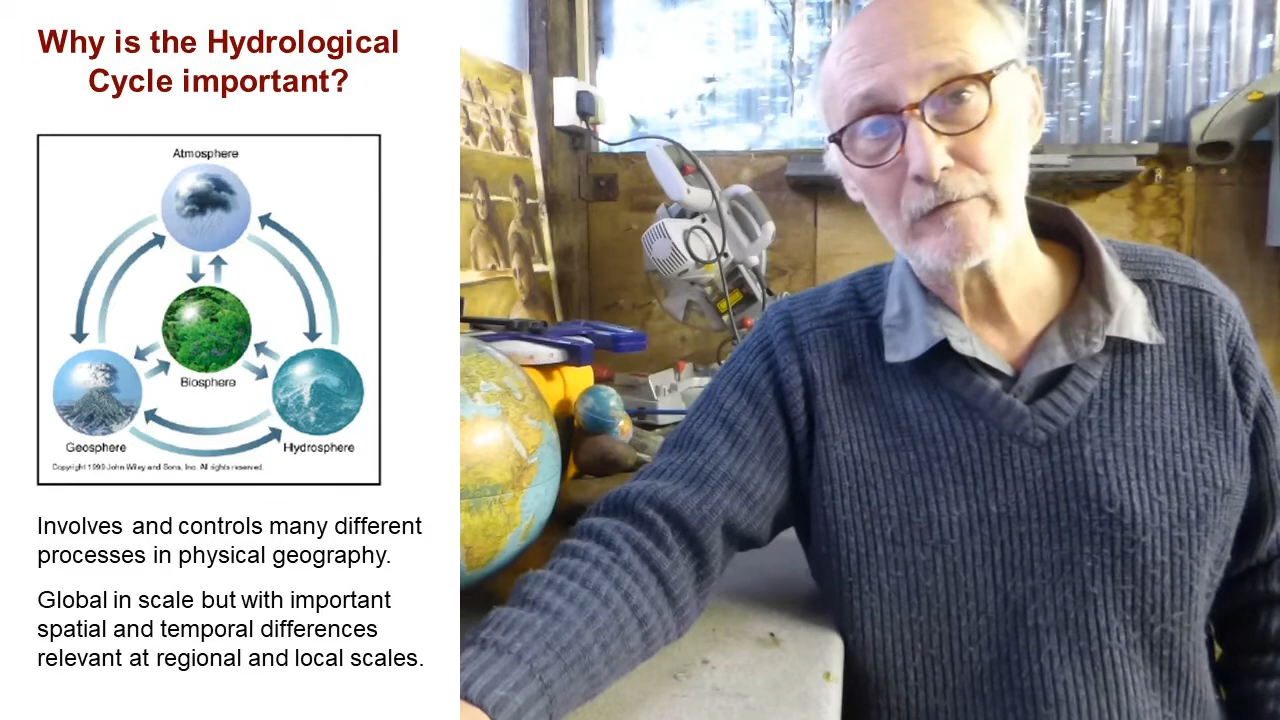 Why is the Hydrological
Cycle important?
Atmosphere
Biosphere
Geosphere
Hydrosphere
Copyright 1999 John Wiley and Sons, Inc. All rights reserved.
Involves and controls many different
processes in physical geography.
Global in scale but with important
spatial and temporal differences
relevant at regional and local scales.